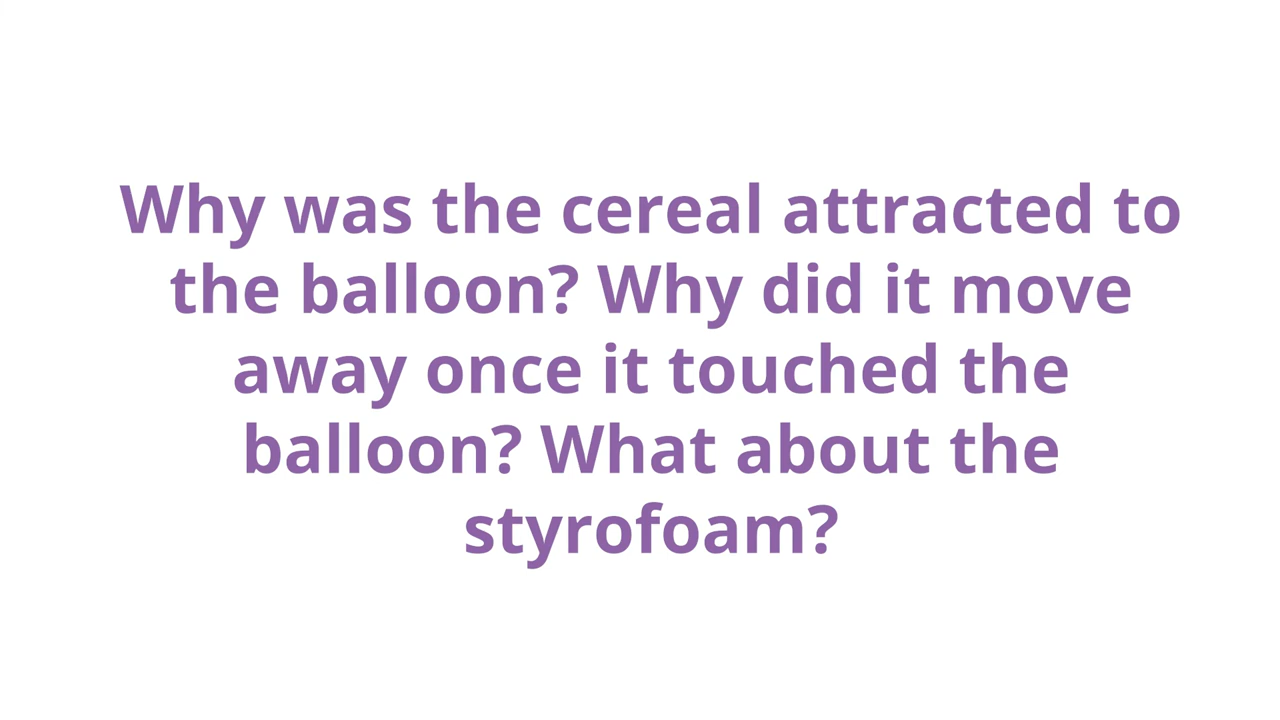 Why was the cereal attracted to
the balloon? Why did it move
away once it touched the
balloon? What about the
styrofoam?